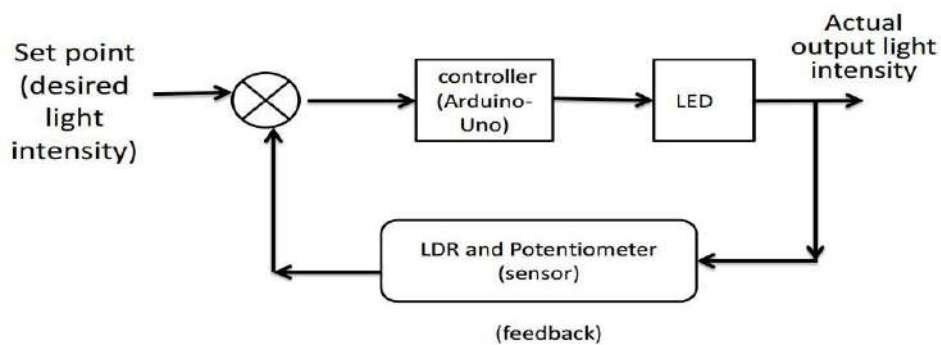 Set point
(desired
light
intensity)
controller
(Arduino-
Uno)
LED
Actual
output light
intensity
LDR and Potentiometer
(sensor)
(feedback)